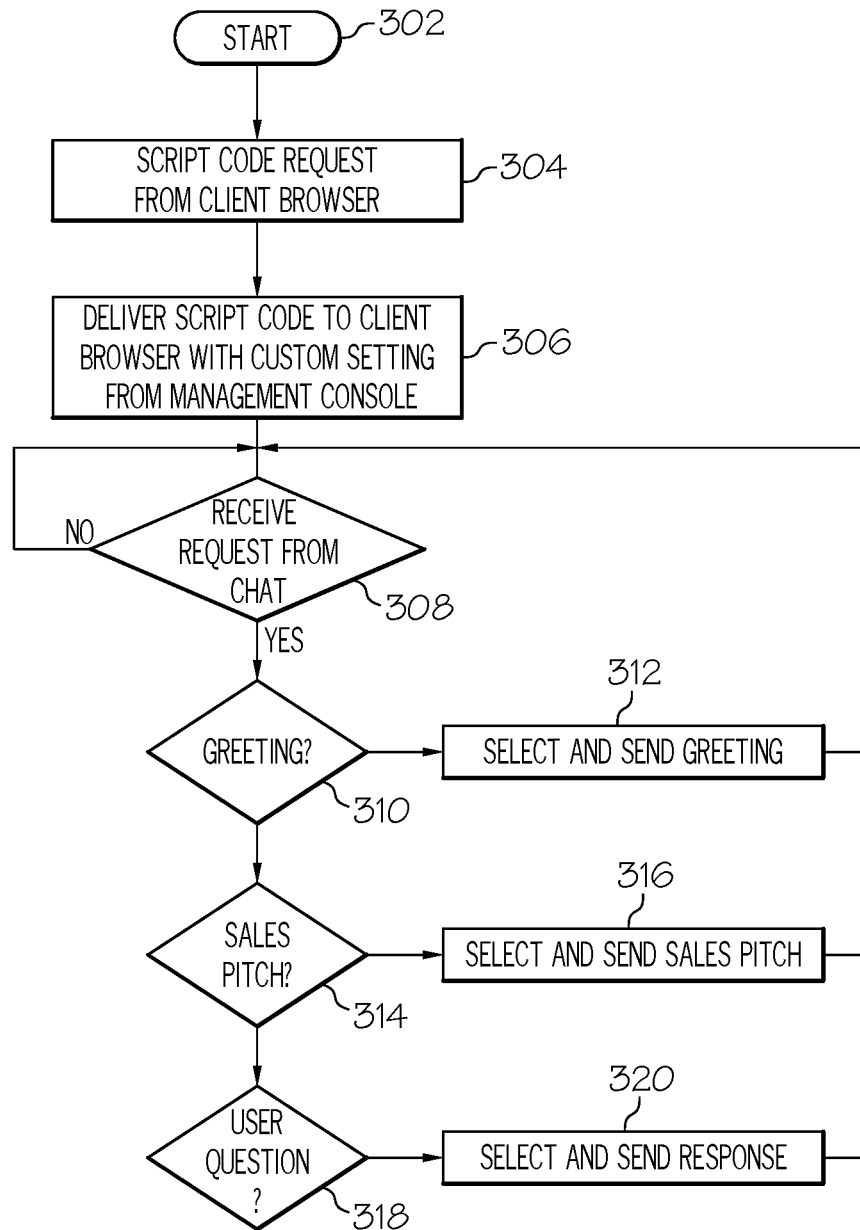 START
302
SCRIPT CODE REQUEST
FROM CLIENT BROWSER
304
DELIVER SCRIPT CODE TO CLIENT
BROWSER WITH CUSTOM SETTING
FROM MANAGEMENT CONSOLE
306
NO
RECEIVE
REQUEST FROM
CHAT
308
YES
GREETING?
310
312
SELECT AND SEND GREETING
SALES
PITCH?
314
316
SELECT AND SEND SALES PITCH
USER
QUESTION
?
318
320
SELECT AND SEND RESPONSE